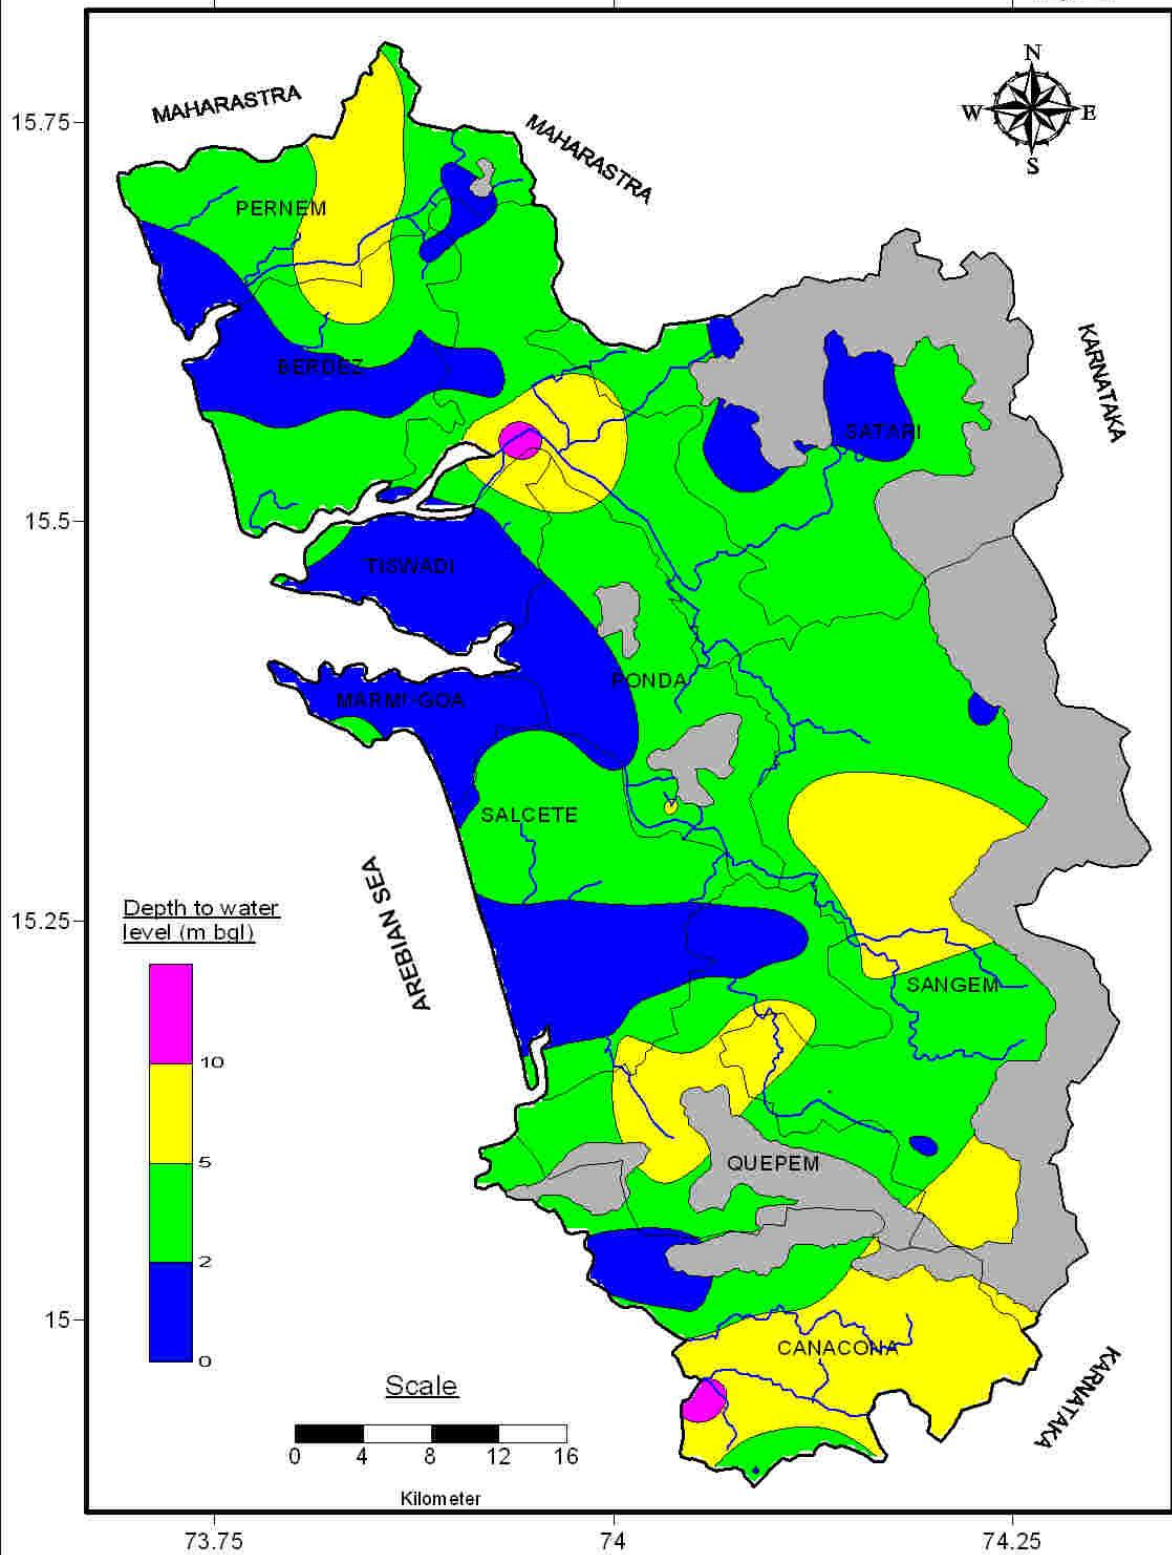 N
W
E
S
MAHARASTRA
MAHARASTRA
KARNATAKA
15.75
15.5
15.25
15
PERNEM
BERDEZ
SATARI
TISWADI
PONDA
MARMI-GOA
SALCETE
AREBIAN SEA
SANGEM
QUEPEM
CANACONA
KARNATAKA
Depth to water
level (m bgl)
10
5
2
0
Scale
0 4 8 12 16
Kilometer
73.75 74 74.25